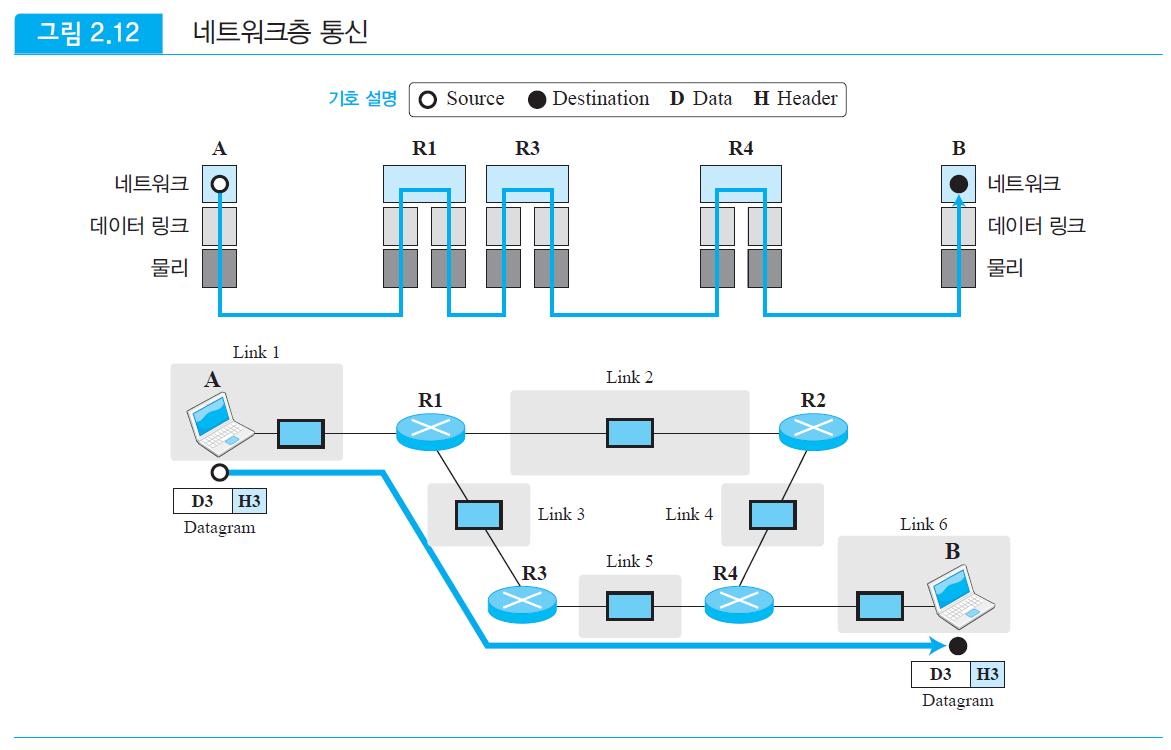 그림 2.12 네트워크층 통신
기호 설명 Source Destination D Data H Header
A R1 R3 R4 B
네트워크 네트워크
데이터 링크 데이터 링크
물리 물리
Link 1
A
Link 2
R1 R2
D3 H3
Datagram
Link 3 Link 4
Link 6
B
R3 Link 5 R4
D3 H3
Datagram